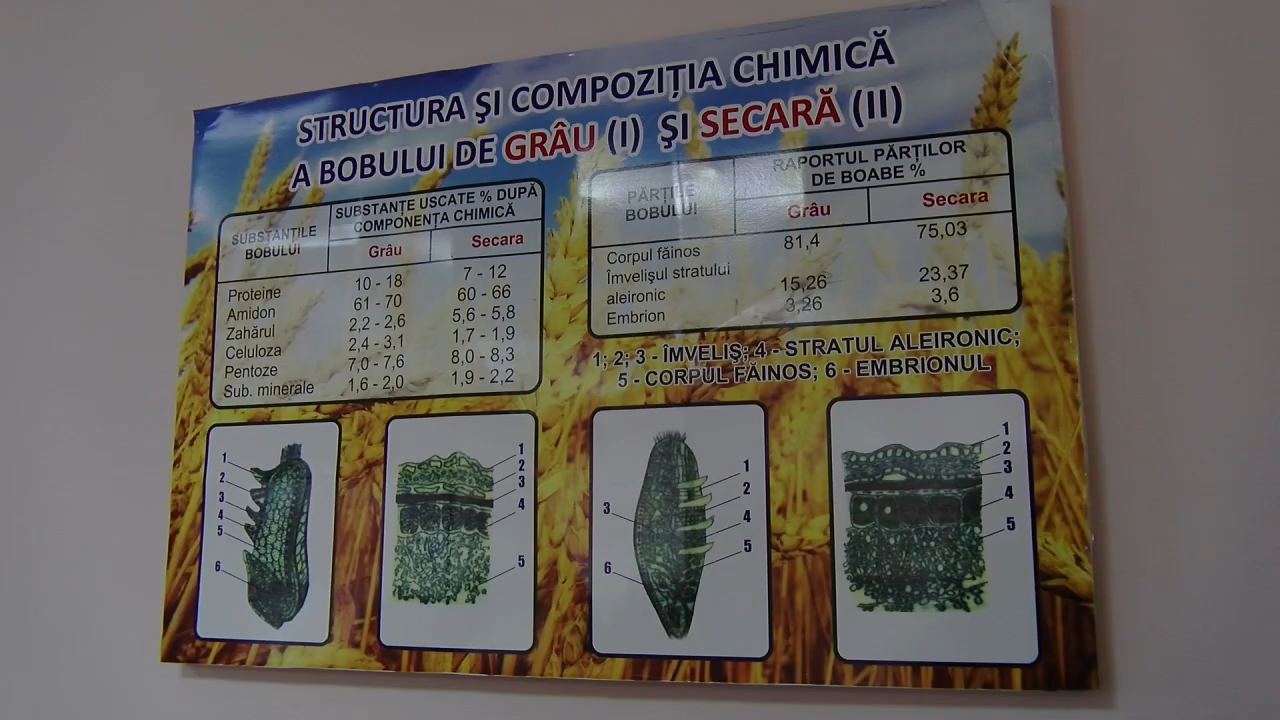 STRUCTURA ŞI COMPOZIŢIA CHIMICĂ
A BOBULUI DE GRÂU (I) ŞI SECARĂ (II)
SUBSTANŢILE BOBULUI
SUBSTANŢE USCATE % DUPĂ COMPONENŢA CHIMICĂ
Grâu Secara
Proteine 10 - 18 7 - 12
Amidon 61 - 70 60 - 66
Zahărul 2,2 - 2,6 5,6 - 5,8
Celuloza 2,4 - 3,1 1,7 - 1,9
Pentoze 7,0 - 7,6 8,0 - 8,3
Sub. minerale 1,6 - 2,0 1,9 - 2,2
PĂRŢILE BOBULUI
RAPORTUL PĂRŢILOR
DE BOABE %
Grâu Secara
Corpul făinos 81,4 75,03
Îmvelişul stratului
aleironic 15,26 23,37
Embrion 3,26 3,6
1; 2; 3 - ÎMVELIŞ; 4 - STRATUL ALEIRONIC;
5 - CORPUL FĂINOS; 6 - EMBRIONUL
1
2
3
4
5
6
1
2
3
4
5
3
6
1
2
4
5
1
2
3
4
5